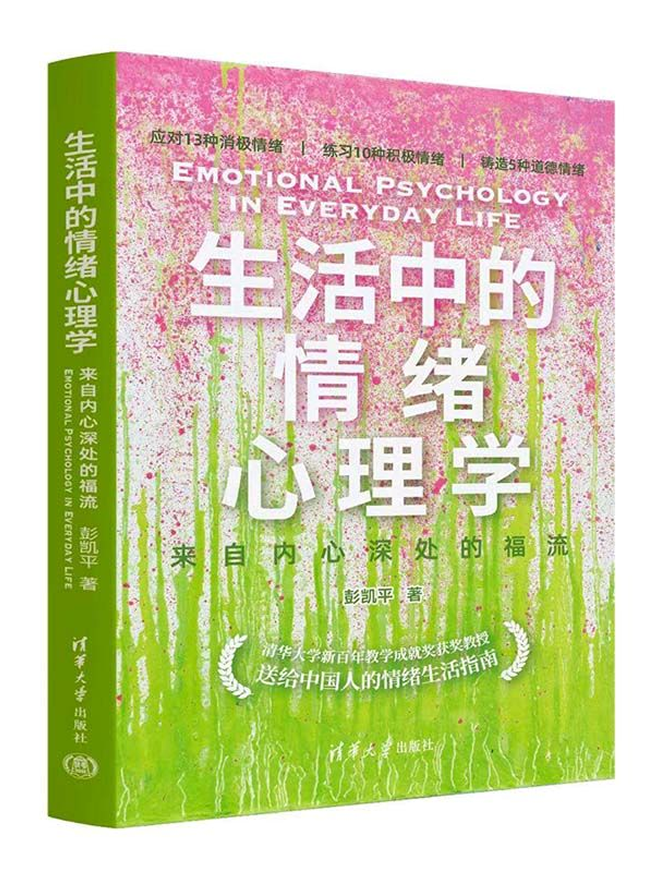 应对13种消极情绪 | 练习10种积极情绪 | 铸造5种道德情绪
EMOTIONAL PSYCHOLOGY
IN EVERYDAY LIFE
生活中的
情绪
心理学
来自内心深处的福流
彭凯平 著
清华大学新百年教学成就奖获奖教授
送给中国人的情绪生活指南
清华大学出版社
生活中的情绪心理学
来自内心深处的福流
EMOTIONAL PSYCHOLOGY IN EVERYDAY LIFE
彭凯平 著
清华大学出版社